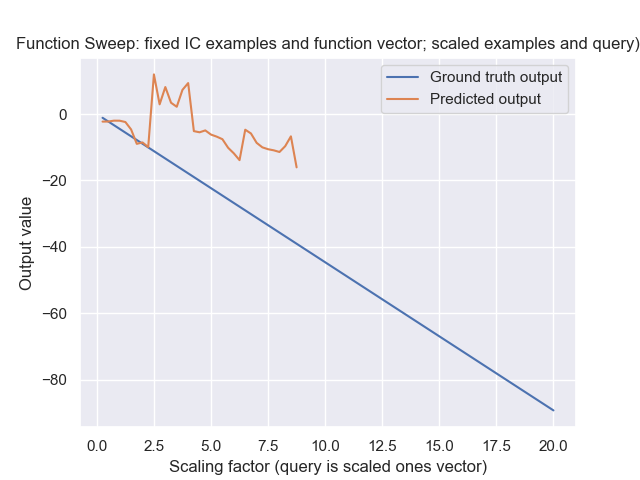 Function Sweep: fixed IC examples and function vector; scaled examples and query)
Ground truth output
Predicted output
0
−20
−40
−60
−80
Output value
0.0 2.5 5.0 7.5 10.0 12.5 15.0 17.5 20.0
Scaling factor (query is scaled ones vector)